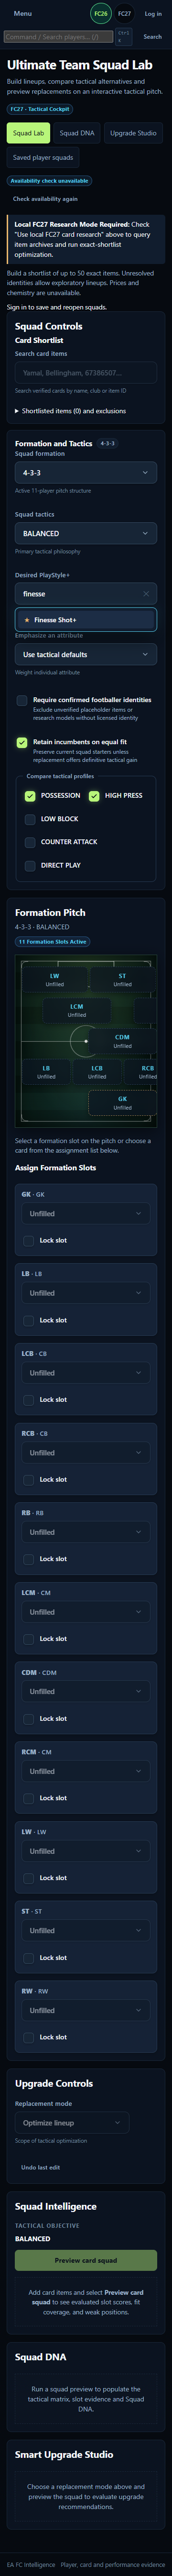 Menu
FC26
FC27
Log in
Command / Search players... (/)
Ctrl
K
Search
Ultimate Team Squad Lab
Build lineups, compare tactical alternatives and
preview replacements on an interactive tactical pitch.
FC27 - Tactical Cockpit
Squad Lab
Squad DNA
Upgrade Studio
Saved player squads
Availability check unavailable
Check availability again
Local FC27 Research Mode Required: Check
"Use local FC27 card research" above to query
item archives and run exact-shortlist
optimization.
Build a shortlist of up to 50 exact items. Unresolved
identities allow exploratory lineups. Prices and
chemistry are unavailable.
Sign in to save and reopen squads.
Squad Controls
Card Shortlist
Search card items
Yamal, Bellingham, 67386507...
Search verified cards by name, club or item ID
Shortlisted items (0) and exclusions
Formation and Tactics
4-3-3
Squad formation
4-3-3
Active 11-player pitch structure
Squad tactics
BALANCED
Primary tactical philosophy
Desired PlayStyle+
finesse
Finesse Shot+
Emphasize an attribute
Use tactical defaults
Weight individual attribute
Require confirmed footballer identities
Exclude unverified placeholder items or
research models without licensed identity
Retain incumbents on equal fit
Preserve current squad starters unless
replacement offers definitive tactical gain
Compare tactical profiles
POSSESSION
HIGH PRESS
LOW BLOCK
COUNTER ATTACK
DIRECT PLAY
Formation Pitch
4-3-3 · BALANCED
11 Formation Slots Active
LW
Unfilled
ST
Unfilled
LCM
Unfilled
CDM
Unfilled
LB
Unfilled
LCB
Unfilled
RCB
Unfilled
GK
Unfilled
Select a formation slot on the pitch or choose a
card from the assignment list below.
Assign Formation Slots
GK · GK
Unfilled
Lock slot
LB · LB
Unfilled
Lock slot
LCB · CB
Unfilled
Lock slot
RCB · CB
Unfilled
Lock slot
RB · RB
Unfilled
Lock slot
LCM · CM
Unfilled
Lock slot
CDM · CDM
Unfilled
Lock slot
RCM · CM
Unfilled
Lock slot
LW · LW
Unfilled
Lock slot
ST · ST
Unfilled
Lock slot
RW · RW
Unfilled
Lock slot
Upgrade Controls
Replacement mode
Optimize lineup
Scope of tactical optimization
Undo last edit
Squad Intelligence
TACTICAL OBJECTIVE
BALANCED
Preview card squad
Add items and select Preview card
squad to see evaluated slot scores, fit
coverage, and weak positions.
Squad DNA
Run a squad preview to populate the
tactical matrix, slot evidence and Squad
DNA.
Smart Upgrade Studio
Choose a replacement mode above and
preview the squad to evaluate upgrade
recommendations.
EA FC Intelligence
Player, card and performance evidence